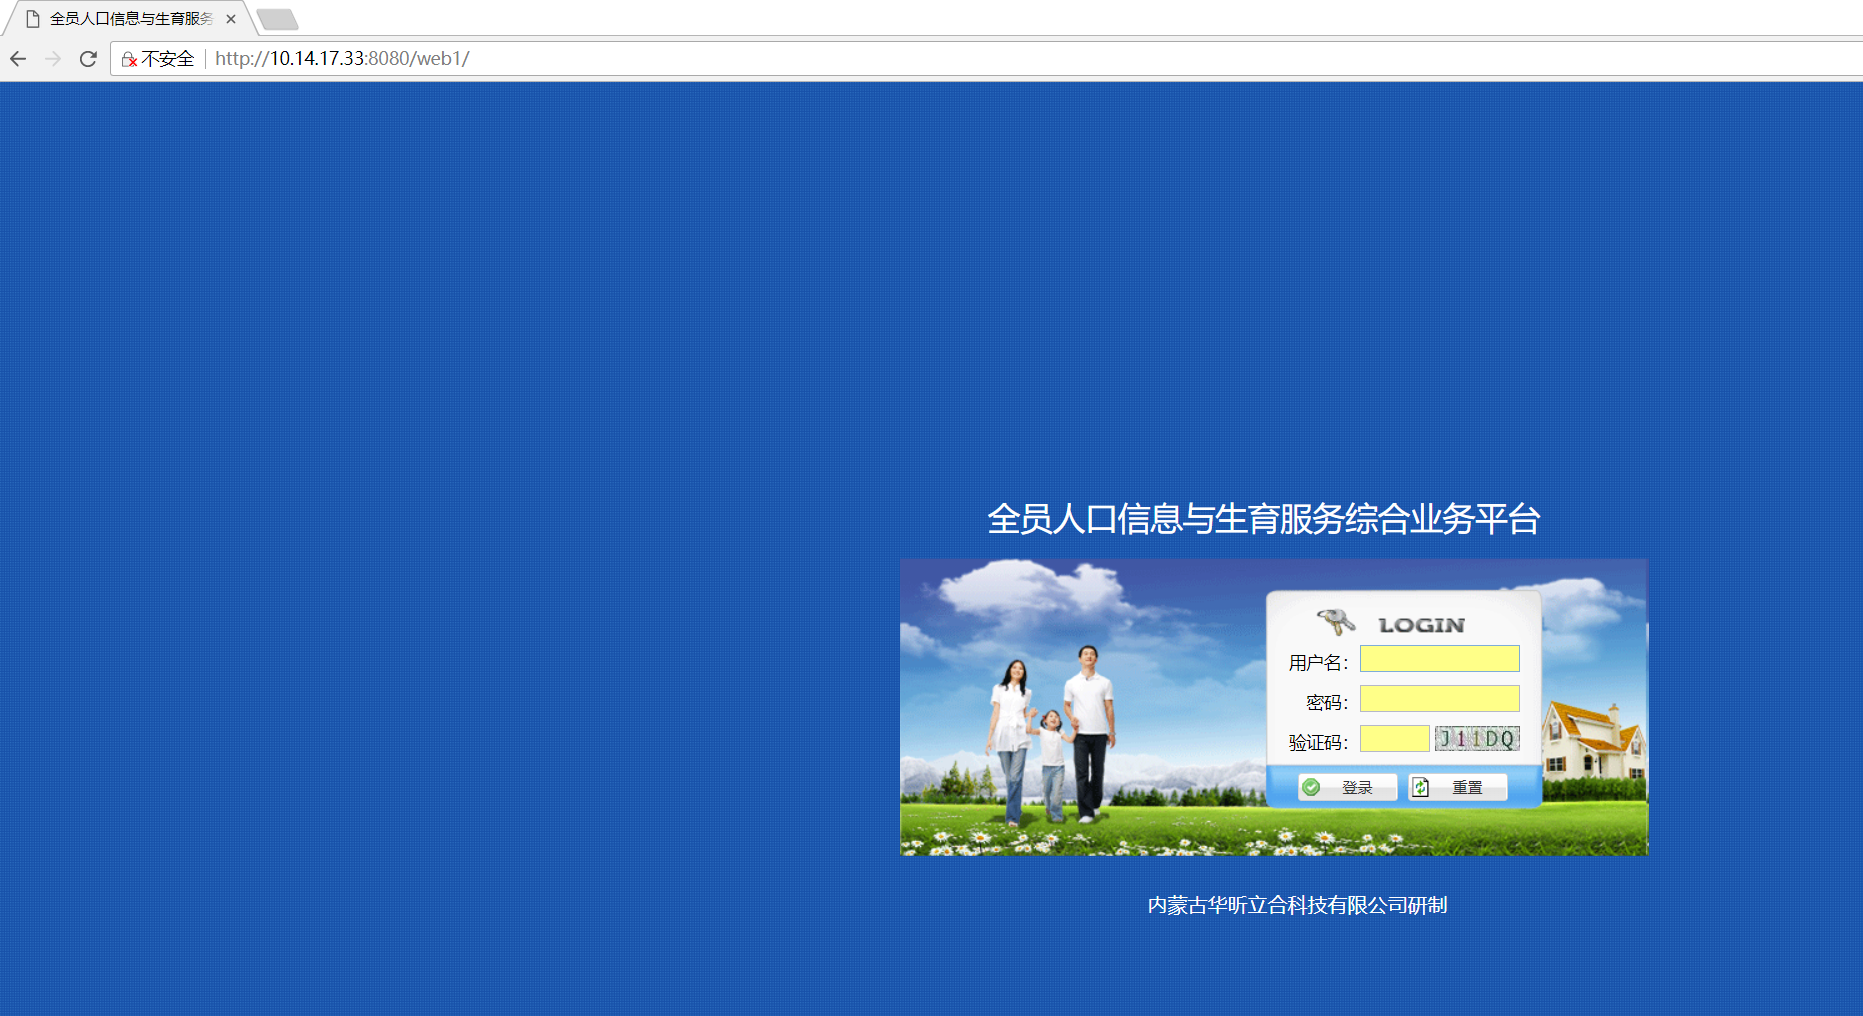 全员人口信息与生育服务
不安全 http://10.14.17.33:8080/web1/
全员人口信息与生育服务综合业务平台
LOGIN
用户名：
密码：
验证码： J11DQ
登录 重置
内蒙古华昕立合科技有限公司研制